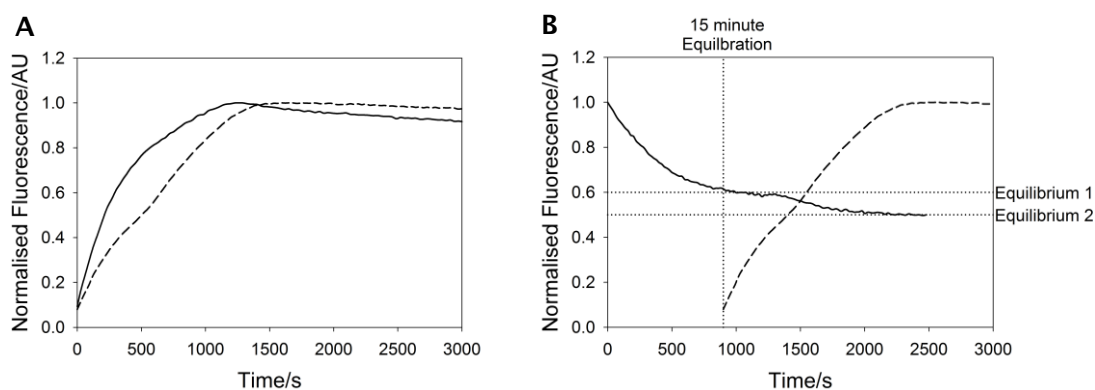 A
Normalised Fluorescence/AU
1.2
1.0
0.8
0.6
0.4
0.2
0.0
0 500 1000 1500 2000 2500 3000
Time/s
B
15 minute
Equilbration
Normalised Fluorescence/AU
1.2
1.0
0.8
0.6
0.4
0.2
0.0
Equilibrium 1
Equilibrium 2
0 500 1000 1500 2000 2500 3000
Time/s